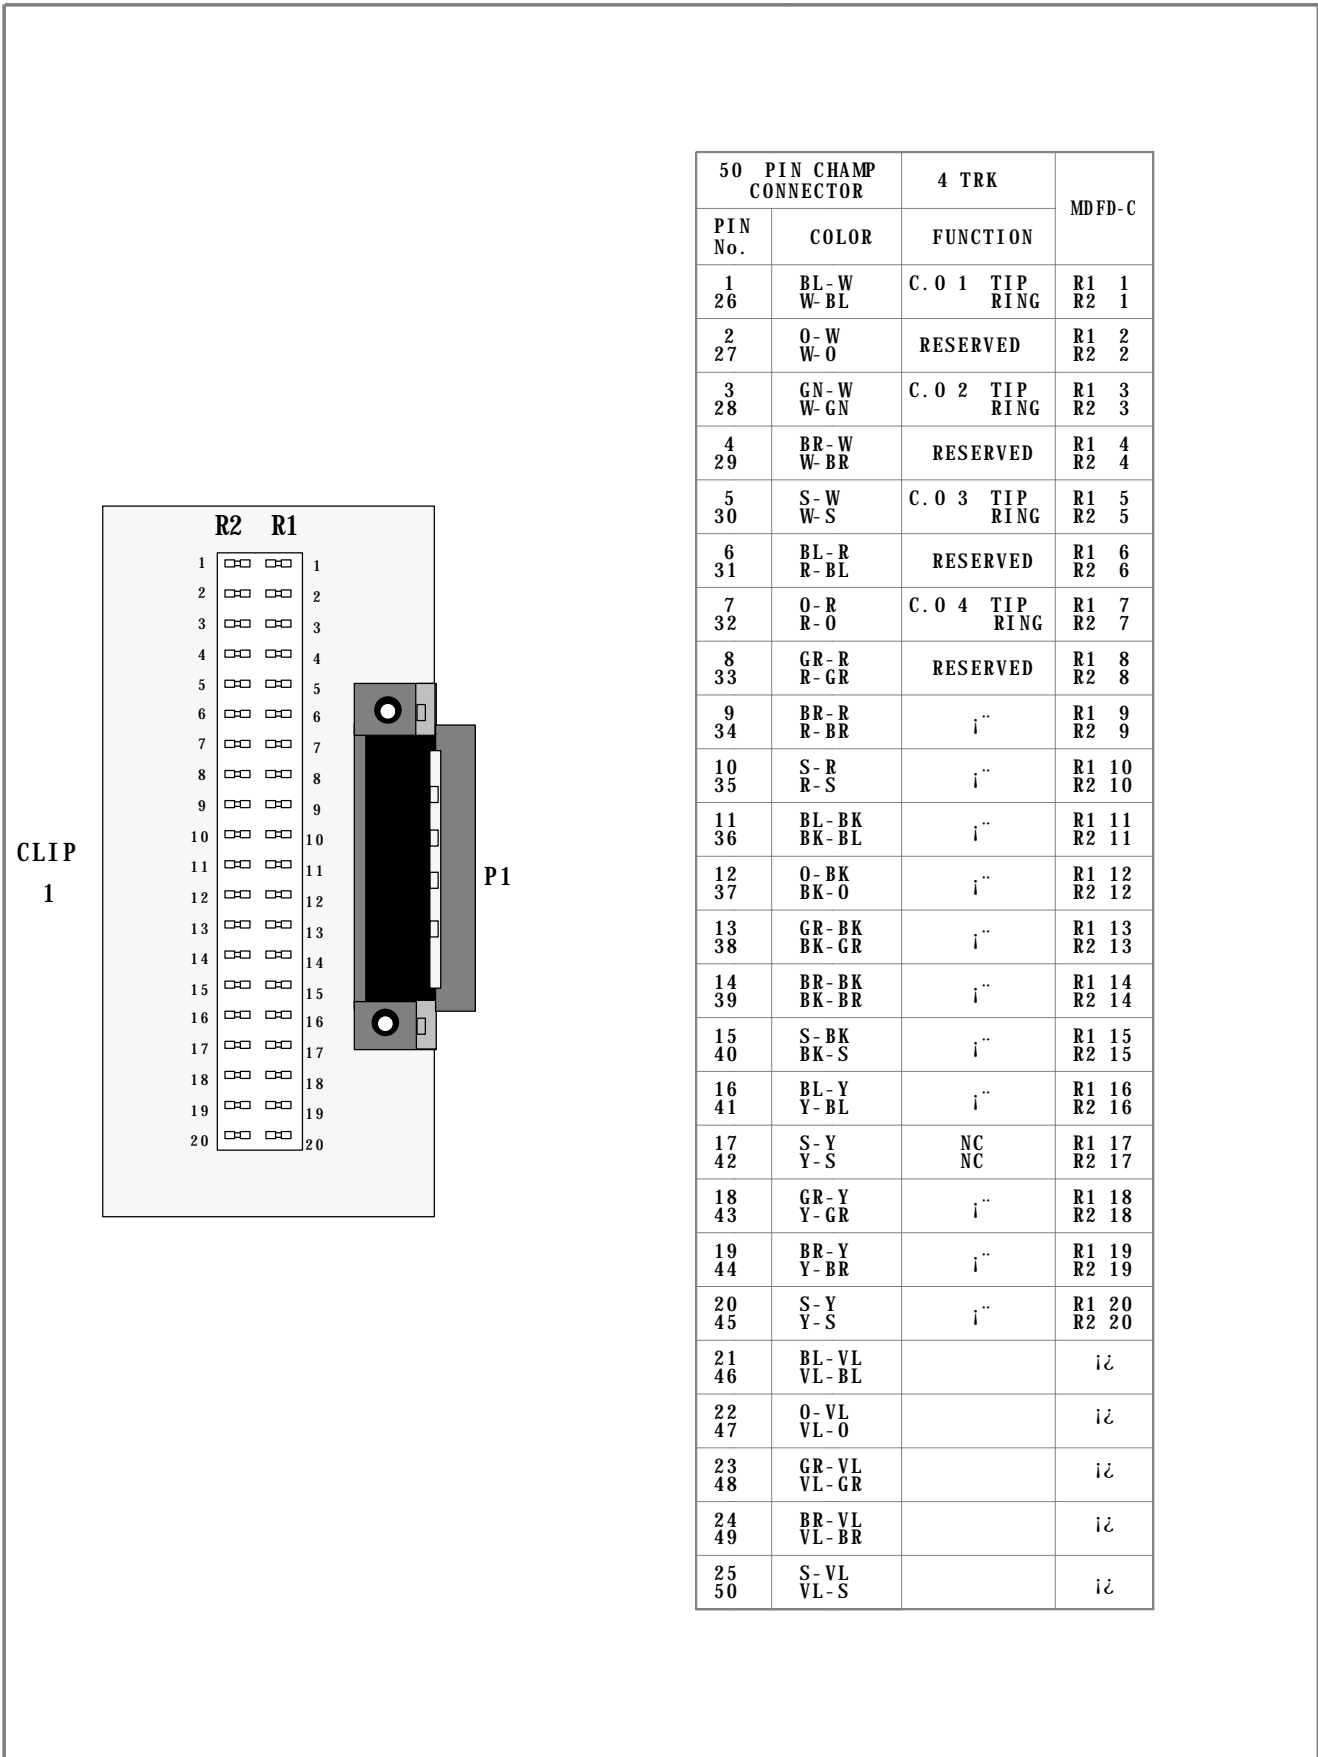 R2 R1
1 1
2 2
3 3
4 4
5 5
6 6
7 7
8 8
9 9
10 10
11 11
12 12
13 13
14 14
15 15
16 16
17 17
18 18
19 19
20 20
CLIP
1
P1
50 PIN CHAMP CONNECTOR 4 TRK MDFD-C
PIN No. COLOR FUNCTION
1 BL-W C.O 1 TIP R1 1
26 W-BL RING R2 1
2 O-W RESERVED R1 2
27 W-O R2 2
3 GN-W C.O 2 TIP R1 3
28 W-GN RING R2 3
4 BR-W RESERVED R1 4
29 W-BR R2 4
5 S-W C.O 3 TIP R1 5
30 W-S RING R2 5
6 BL-R RESERVED R1 6
31 R-BL R2 6
7 O-R C.O 4 TIP R1 7
32 R-O RING R2 7
8 GR-R RESERVED R1 8
33 R-GR R2 8
9 BR-R ¡¨ R1 9
34 R-BR R2 9
10 S-R ¡¨ R1 10
35 R-S R2 10
11 BL-BK ¡¨ R1 11
36 BK-BL R2 11
12 O-BK ¡¨ R1 12
37 BK-O R2 12
13 GR-BK ¡¨ R1 13
38 BK-GR R2 13
14 BR-BK ¡¨ R1 14
39 BK-BR R2 14
15 S-BK ¡¨ R1 15
40 BK-S R2 15
16 BL-Y ¡¨ R1 16
41 Y-BL R2 16
17 S-Y NC R1 17
42 Y-S NC R2 17
18 GR-Y ¡¨ R1 18
43 Y-GR R2 18
19 BR-Y ¡¨ R1 19
44 Y-BR R2 19
20 S-Y ¡¨ R1 20
45 Y-S R2 20
21 BL-VL ¡¿
46 VL-BL
22 O-VL ¡¿
47 VL-O
23 GR-VL ¡¿
48 VL-GR
24 BR-VL ¡¿
49 VL-BR
25 S-VL ¡¿
50 VL-S